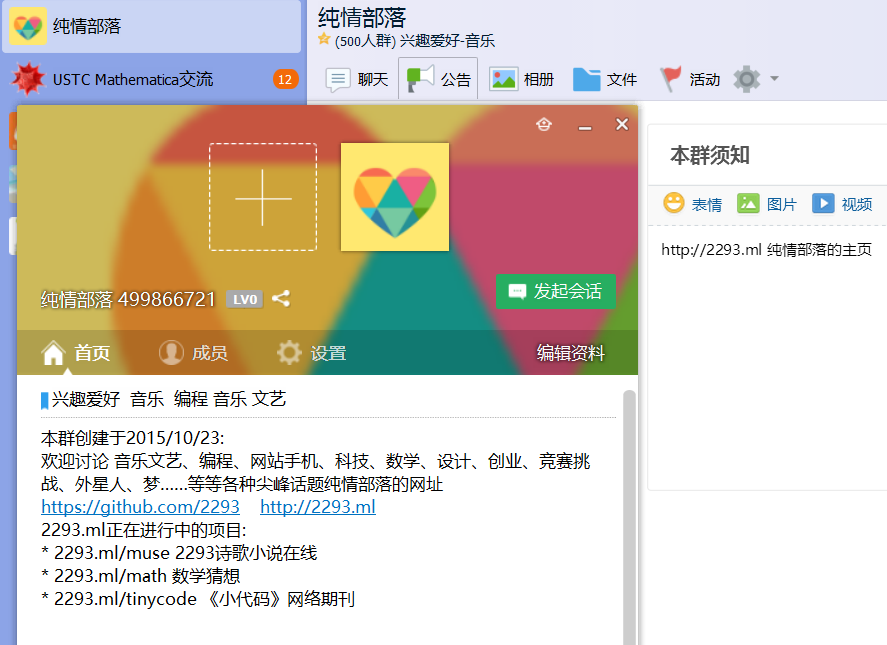 纯情部落
USTC Mathematica交流
12
纯情部落
(500人群) 兴趣爱好-音乐
聊天
公告
相册
文件
活动
纯情部落 499866721 LV0
发起会话
首页
成员
设置
编辑资料
兴趣爱好 音乐 编程 音乐 文艺
本群创建于2015/10/23:
欢迎讨论 音乐文艺、编程、网站手机、科技、数学、设计、创业、竞赛挑
战、外星人、梦......等等各种尖峰话题纯情部落的网址
https://github.com/2293 http://2293.ml
2293.ml正在进行中的项目:
* 2293.ml/muse 2293诗歌小说在线
* 2293.ml/math 数学猜想
* 2293.ml/tinycode 《小代码》网络期刊
本群须知
表情
图片
视频
http://2293.ml 纯情部落的主页